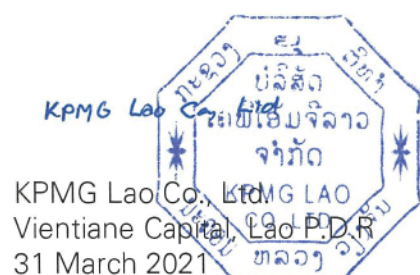 ບໍລິສັດ
KPMG Lao Co., Ltd
ເຄພີເອັມຈີລາວ
ຈຳກັດ
KPMG LAO
CO LTD
KPMG Lao Co., Ltd.
Vientiane Capital, Lao P.D.R
31 March 2021